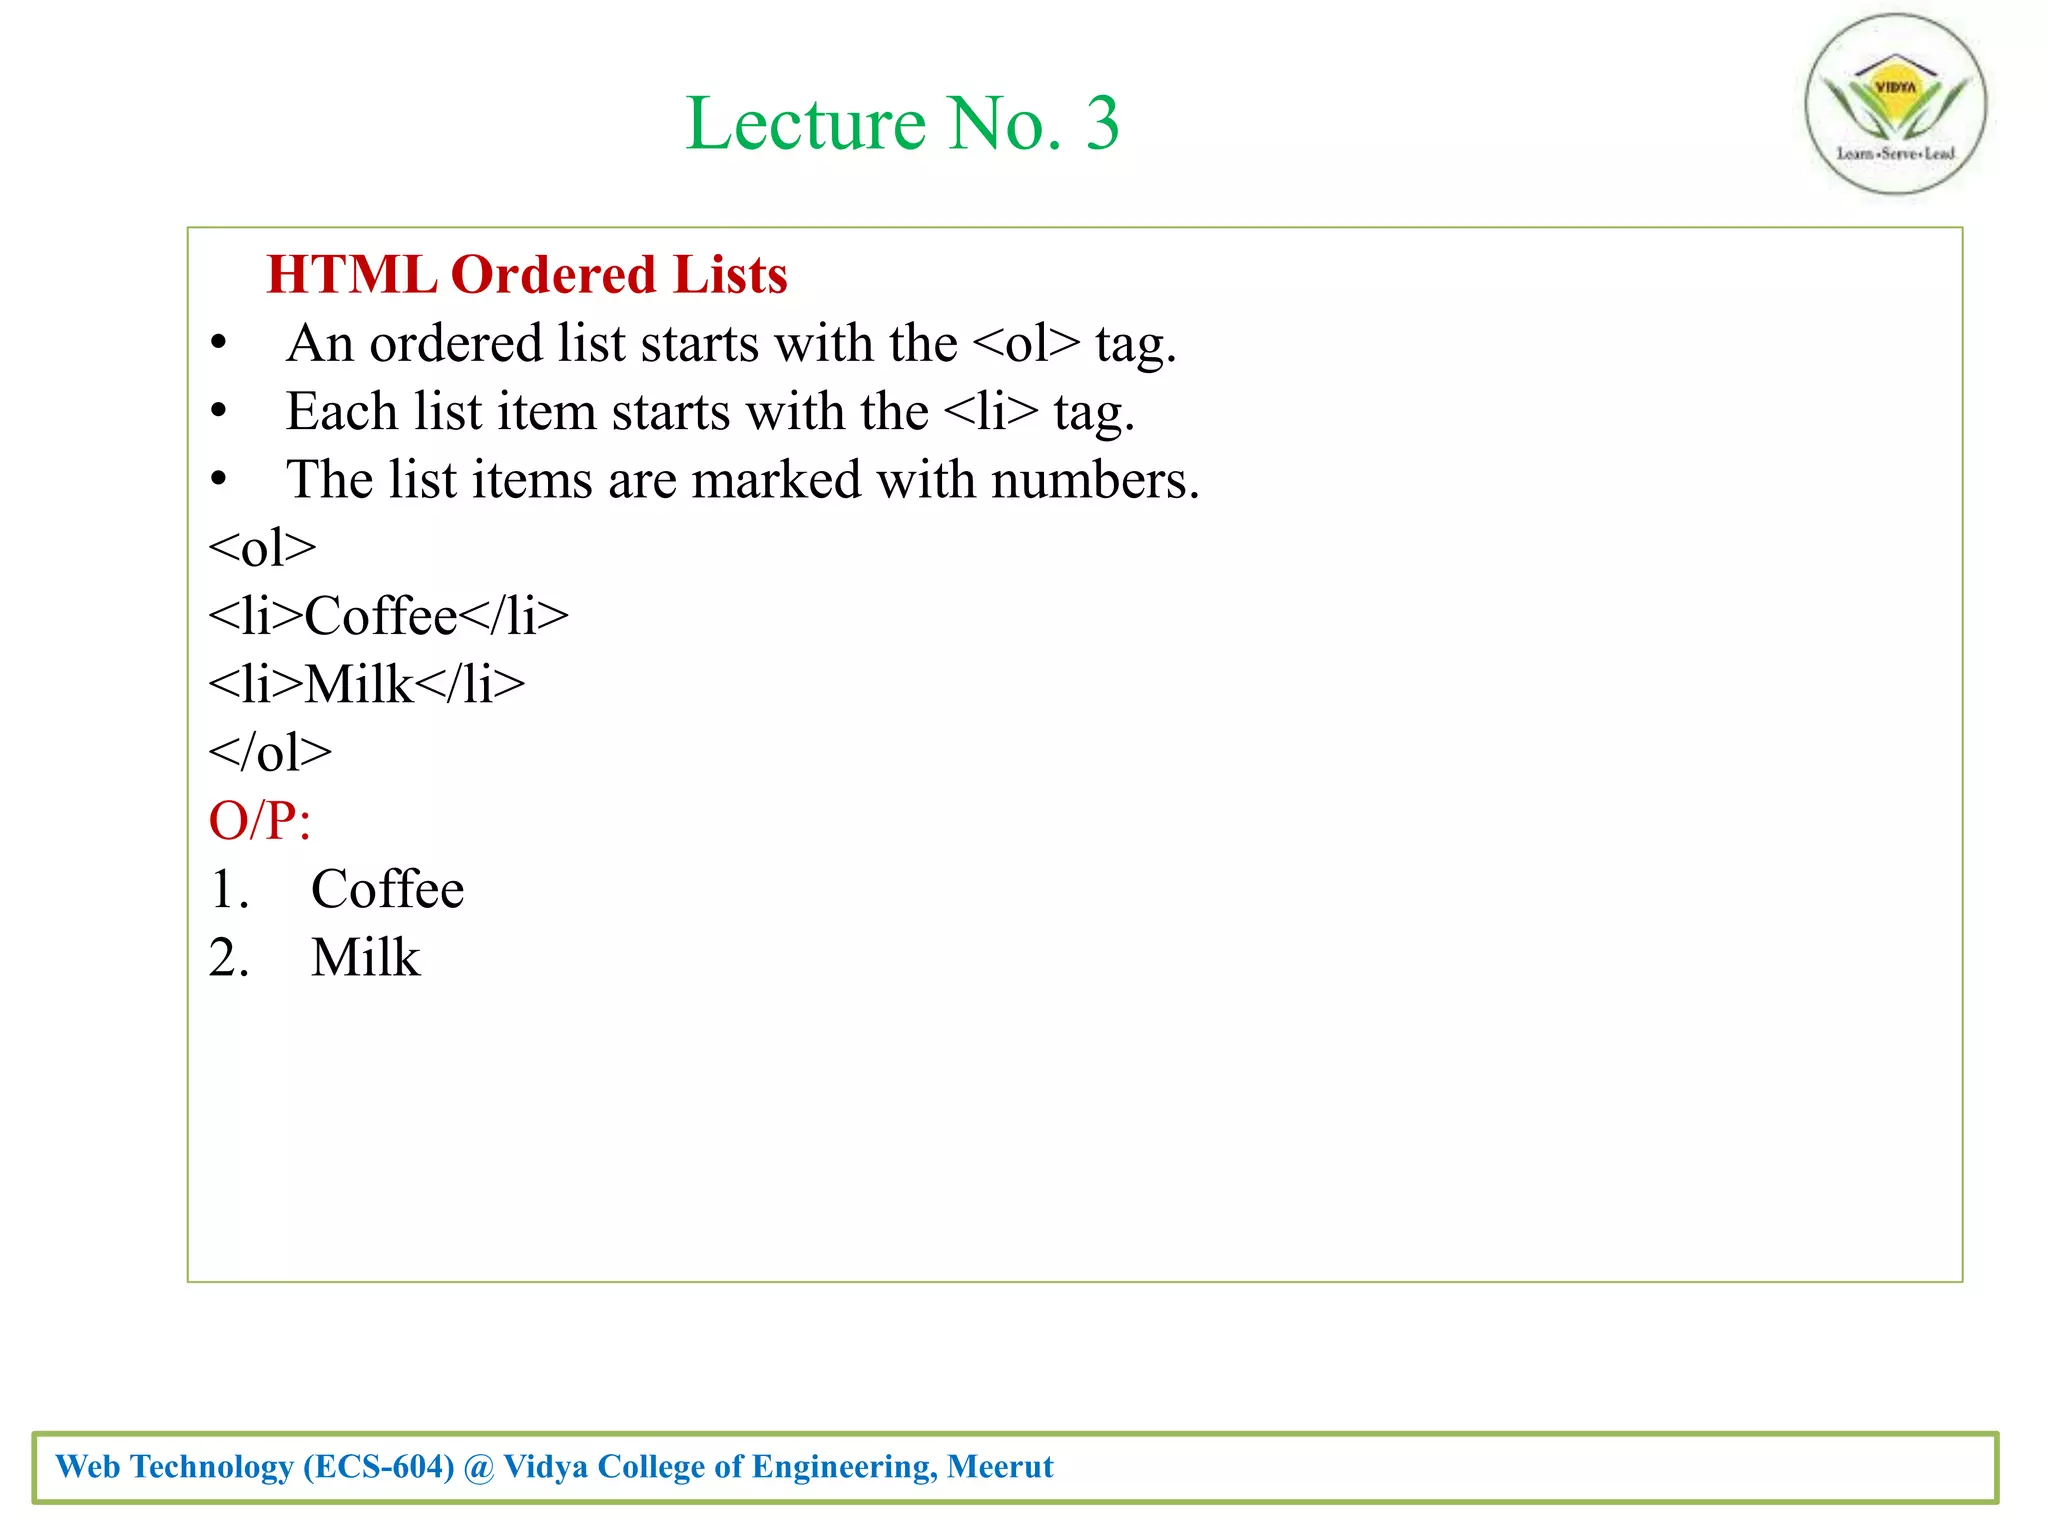 Lecture No. 3
VIDYA
Learn•Serve•Lead
HTML Ordered Lists
• An ordered list starts with the <ol> tag.
• Each list item starts with the <li> tag.
• The list items are marked with numbers.
<ol>
<li>Coffee</li>
<li>Milk</li>
</ol>
O/P:
1. Coffee
2. Milk
Web Technology (ECS-604) @ Vidya College of Engineering, Meerut